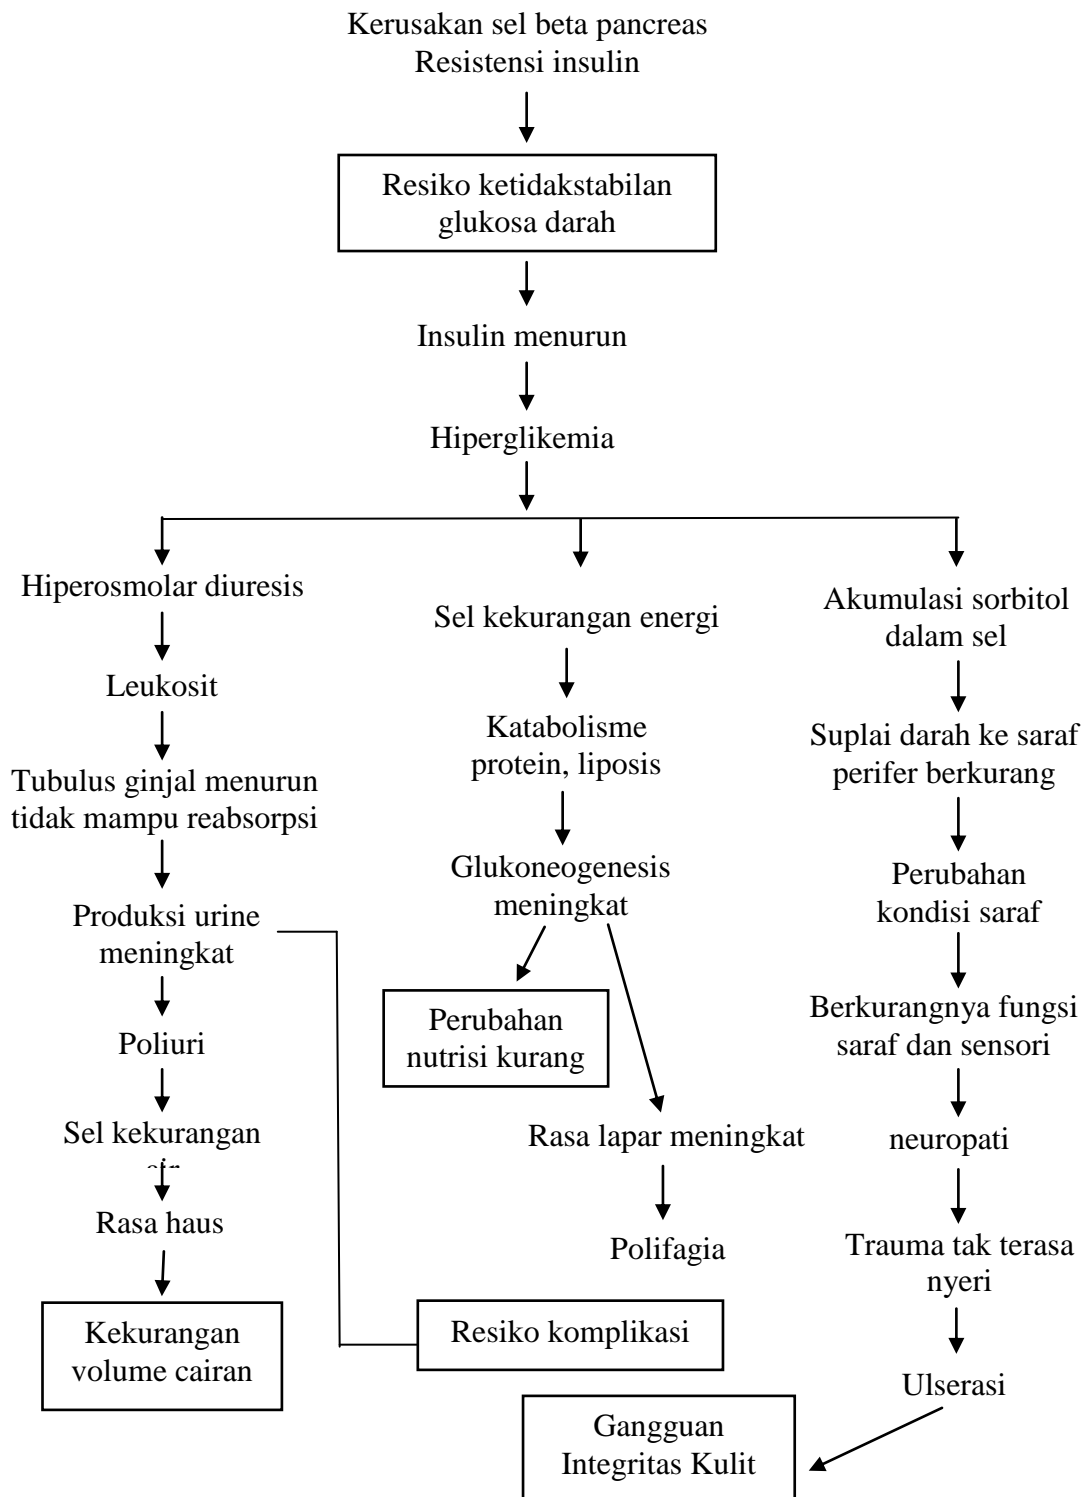 Kerusakan sel beta pancreas
Resistensi insulin
Resiko ketidakstabilan
glukosa darah
Insulin menurun
Hiperglikemia
Hiperosmolar diuresis
Leukosit
Tubulus ginjal menurun
tidak mampu reabsorpsi
Produksi urine
meningkat
Poliuri
Sel kekurangan
Rasa haus
Kekurangan
volume cairan
Sel kekurangan energi
Katabolisme
protein, liposis
Glukoneogenesis
meningkat
Perubahan
nutrisi kurang
Rasa lapar meningkat
Polifagia
Resiko komplikasi
Akumulasi sorbitol
dalam sel
Suplai darah ke saraf
perifer berkurang
Perubahan
kondisi saraf
Berkurangnya fungsi
saraf dan sensori
neuropati
Trauma tak terasa
nyeri
Ulserasi
Gangguan
Integritas Kulit